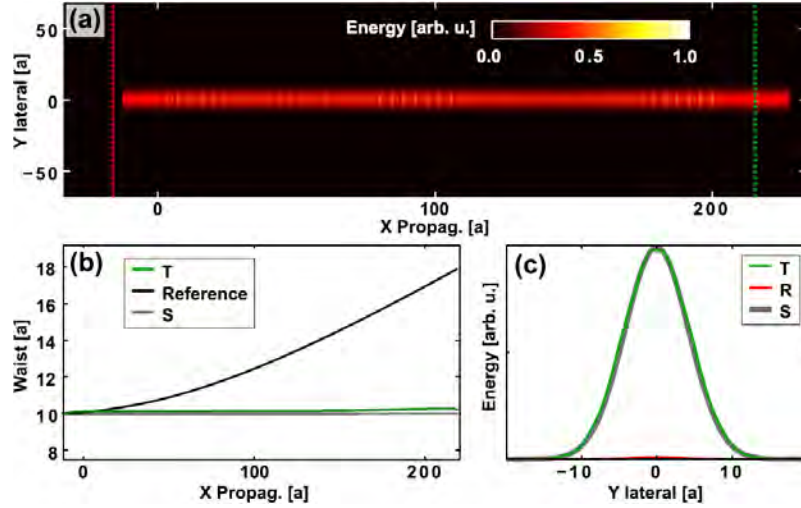 (a)
Energy [arb. u.]
0.0 0.5 1.0
Y lateral [a]
50
0
−50
0 100 200
X Propag. [a]
(b)
T
Reference
S
Waist [a]
18
16
14
12
10
8
0 100 200
X Propag. [a]
(c)
T
R
S
Energy [arb. u.]
−10 0 10
Y lateral [a]